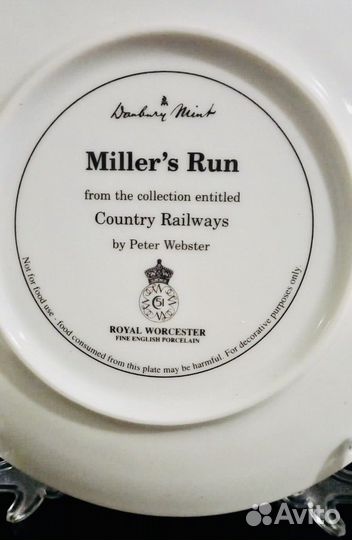 Danbury Mint
Miller's Run
from the collection entitled
Country Railways
by Peter Webster
51
ROYAL WORCESTER
FINE ENGLISH PORCELAIN
Not for food use - food consumed from this plate may be harmful. For decorative purposes only.
Avito